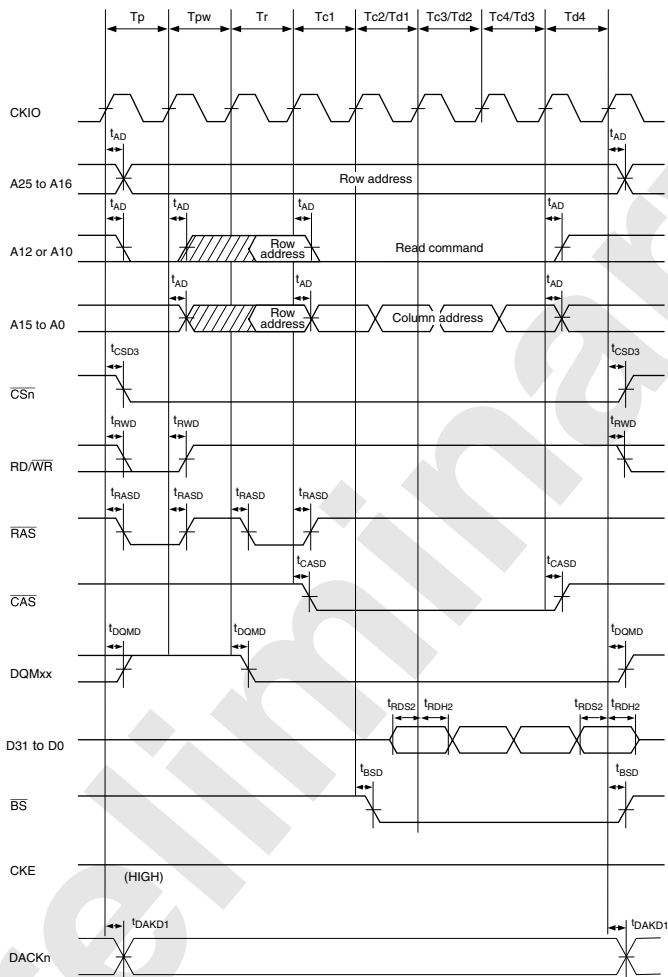 Tp Tpw Tr Tc1 Tc2/Td1 Tc3/Td2 Tc4/Td3 Td4
CKIO
tAD tAD
A25 to A16 Row address
tAD tAD tAD tAD
A12 or A10 Row address Read command
tAD tAD tAD
A15 to A0 Row address Column address
tCSD3 tCSD3
CSn
tRWD tRWD tRWD
RD/WR
tRASD tRASD tRASD tRASD
RAS
tCASD tCASD
CAS
tDQMD tDQMD tDQMD
DQMxx
tRDS2 tRDH2 tRDS2 tRDH2
D31 to D0
tBSD tBSD
BS
CKE
(HIGH)
tDAKD1 tDAKD1
DACKn
eliminar